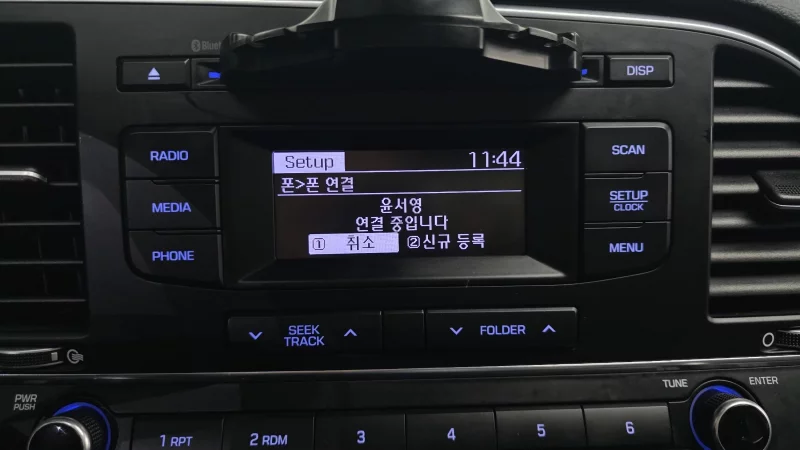 DISP
RADIO
MEDIA
PHONE
Setup 11:44
폰>폰 연결
윤서영
연결 중입니다
① 취소 ②신규 등록
SCAN
SETUP
CLOCK
MENU
SEEK
TRACK
FOLDER
PWR
PUSH
TUNE
ENTER
1 RPT
2 RDM
3
4
5
6